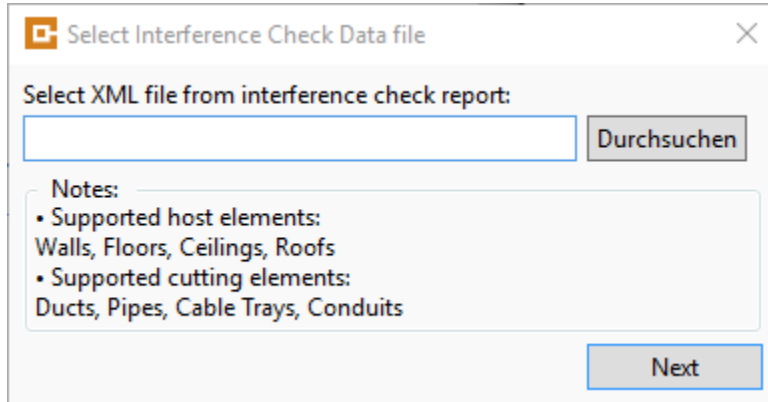 Select Interference Check Data file
Select XML file from interference check report:
Durchsuchen
Notes:
• Supported host elements:
Walls, Floors, Ceilings, Roofs
• Supported cutting elements:
Ducts, Pipes, Cable Trays, Conduits
Next